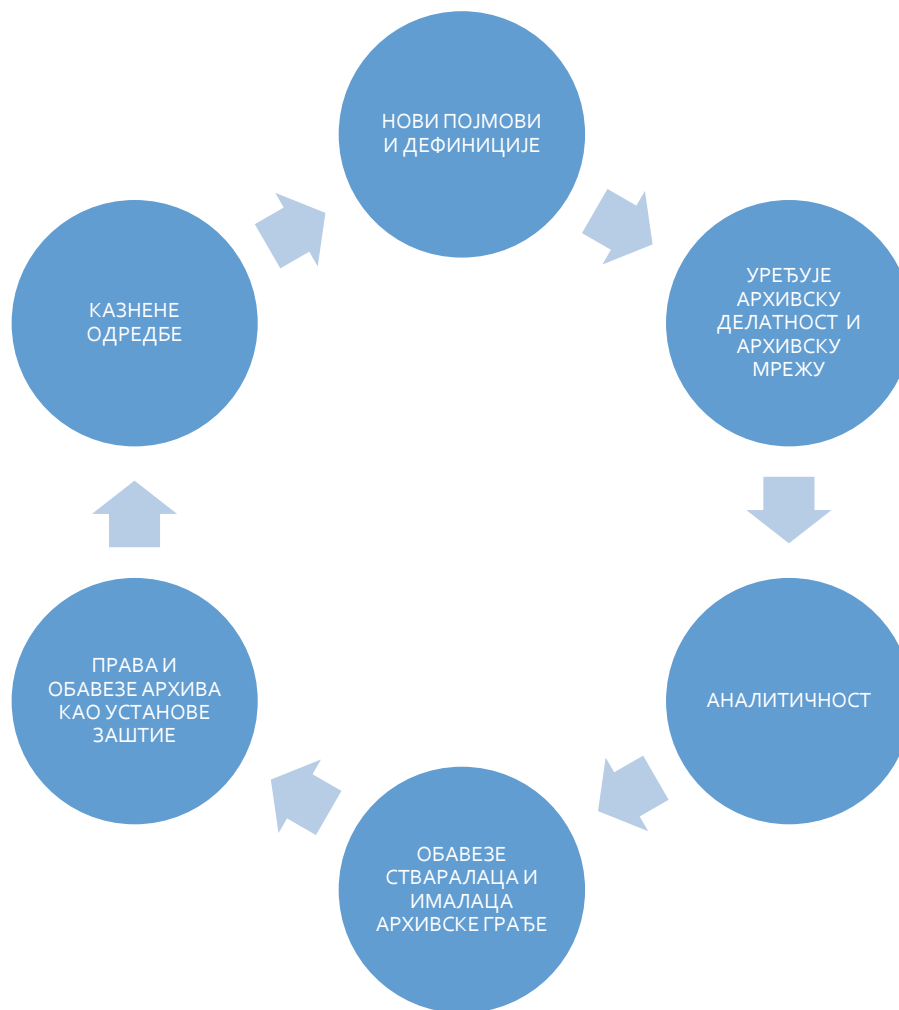 НОВИ ПОЈМОВИ
И ДЕФИНИЦИЈЕ
УРЕЂУЈЕ
АРХИВСКУ
ДЕЛАТНОСТ И
АРХИВСКУ
МРЕЖУ
АНАЛИТИЧНОСТ
ОБАВЕЗЕ
СТВАРАЛАЦА И
ИМАЛАЦА
АРХИВСКЕ ГРАЂЕ
ПРАВА И
ОБАВЕЗЕ АРХИВА
КАО УСТАНОВЕ
ЗАШТИЕ
КАЗНЕНЕ
ОДРЕДБЕ